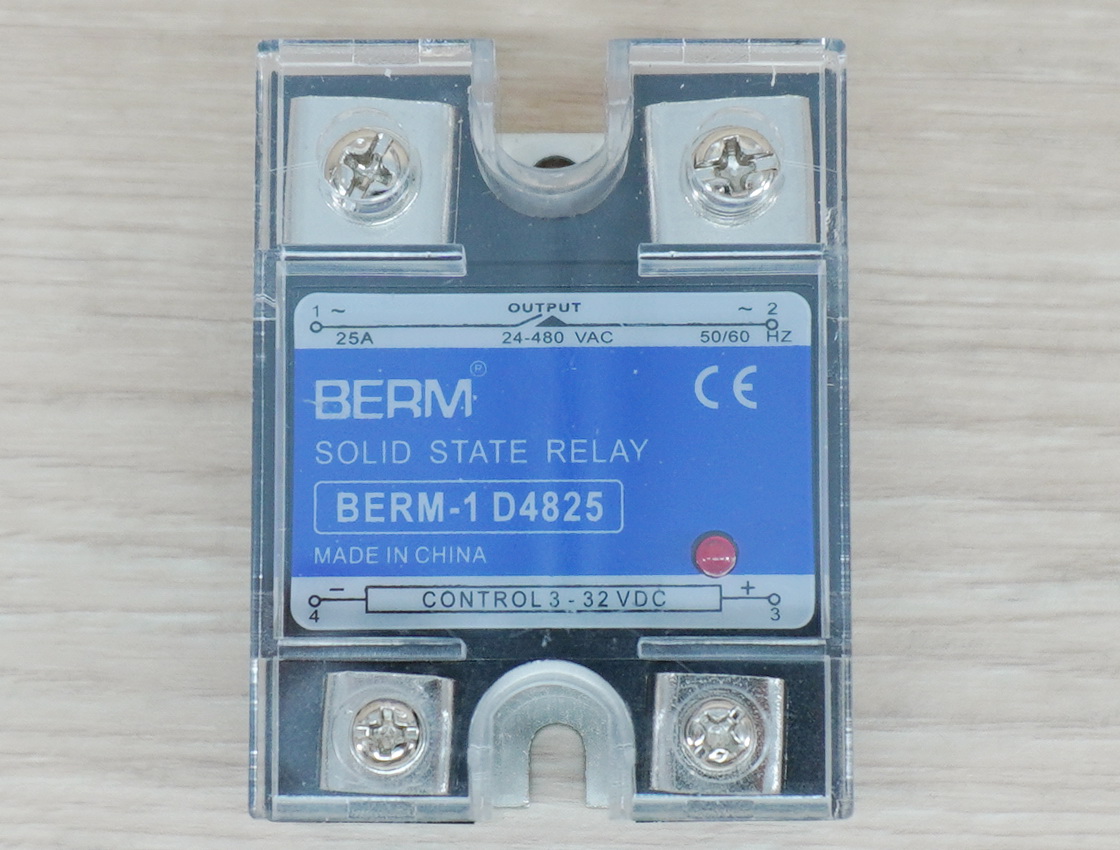 1 ~ OUTPUT ~ 2
25A 24-480 VAC 50/60 HZ
BERM® CE
SOLID STATE RELAY
BERM-1 D4825
MADE IN CHINA
− CONTROL 3 - 32 VDC +
4 3